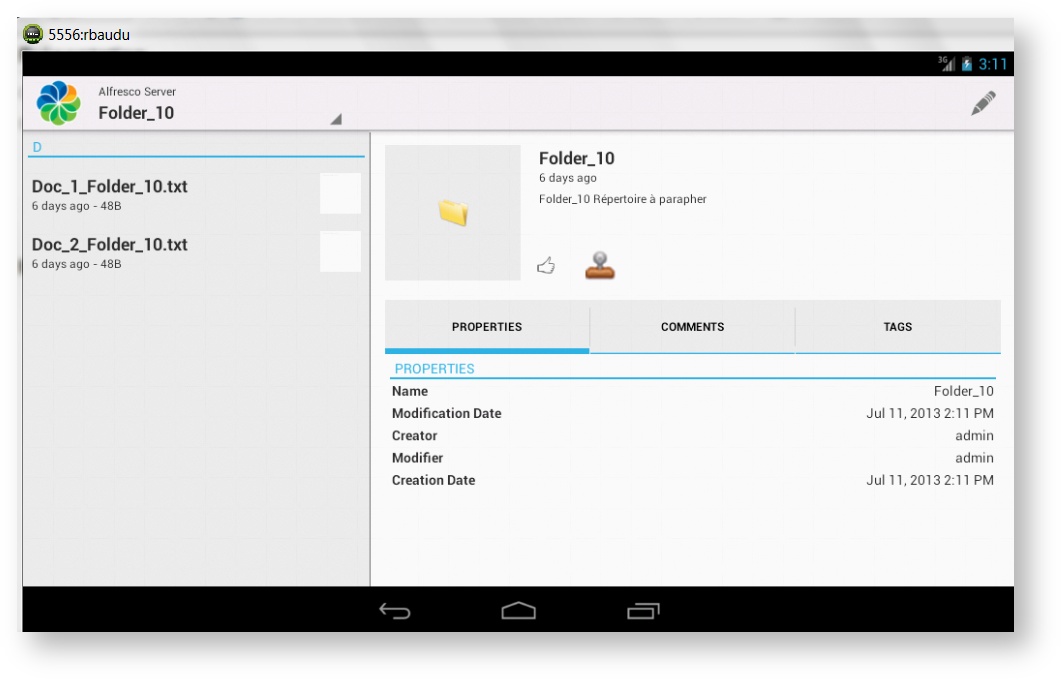 5556:rbaudu
3G
3:11
Alfresco Server
Folder_10
D
Doc_1_Folder_10.txt
6 days ago - 48B
Doc_2_Folder_10.txt
6 days ago - 48B
Folder_10
6 days ago
Folder_10 Répertoire à parapher
PROPERTIES COMMENTS TAGS
PROPERTIES
Name Folder_10
Modification Date Jul 11, 2013 2:11 PM
Creator admin
Modifier admin
Creation Date Jul 11, 2013 2:11 PM